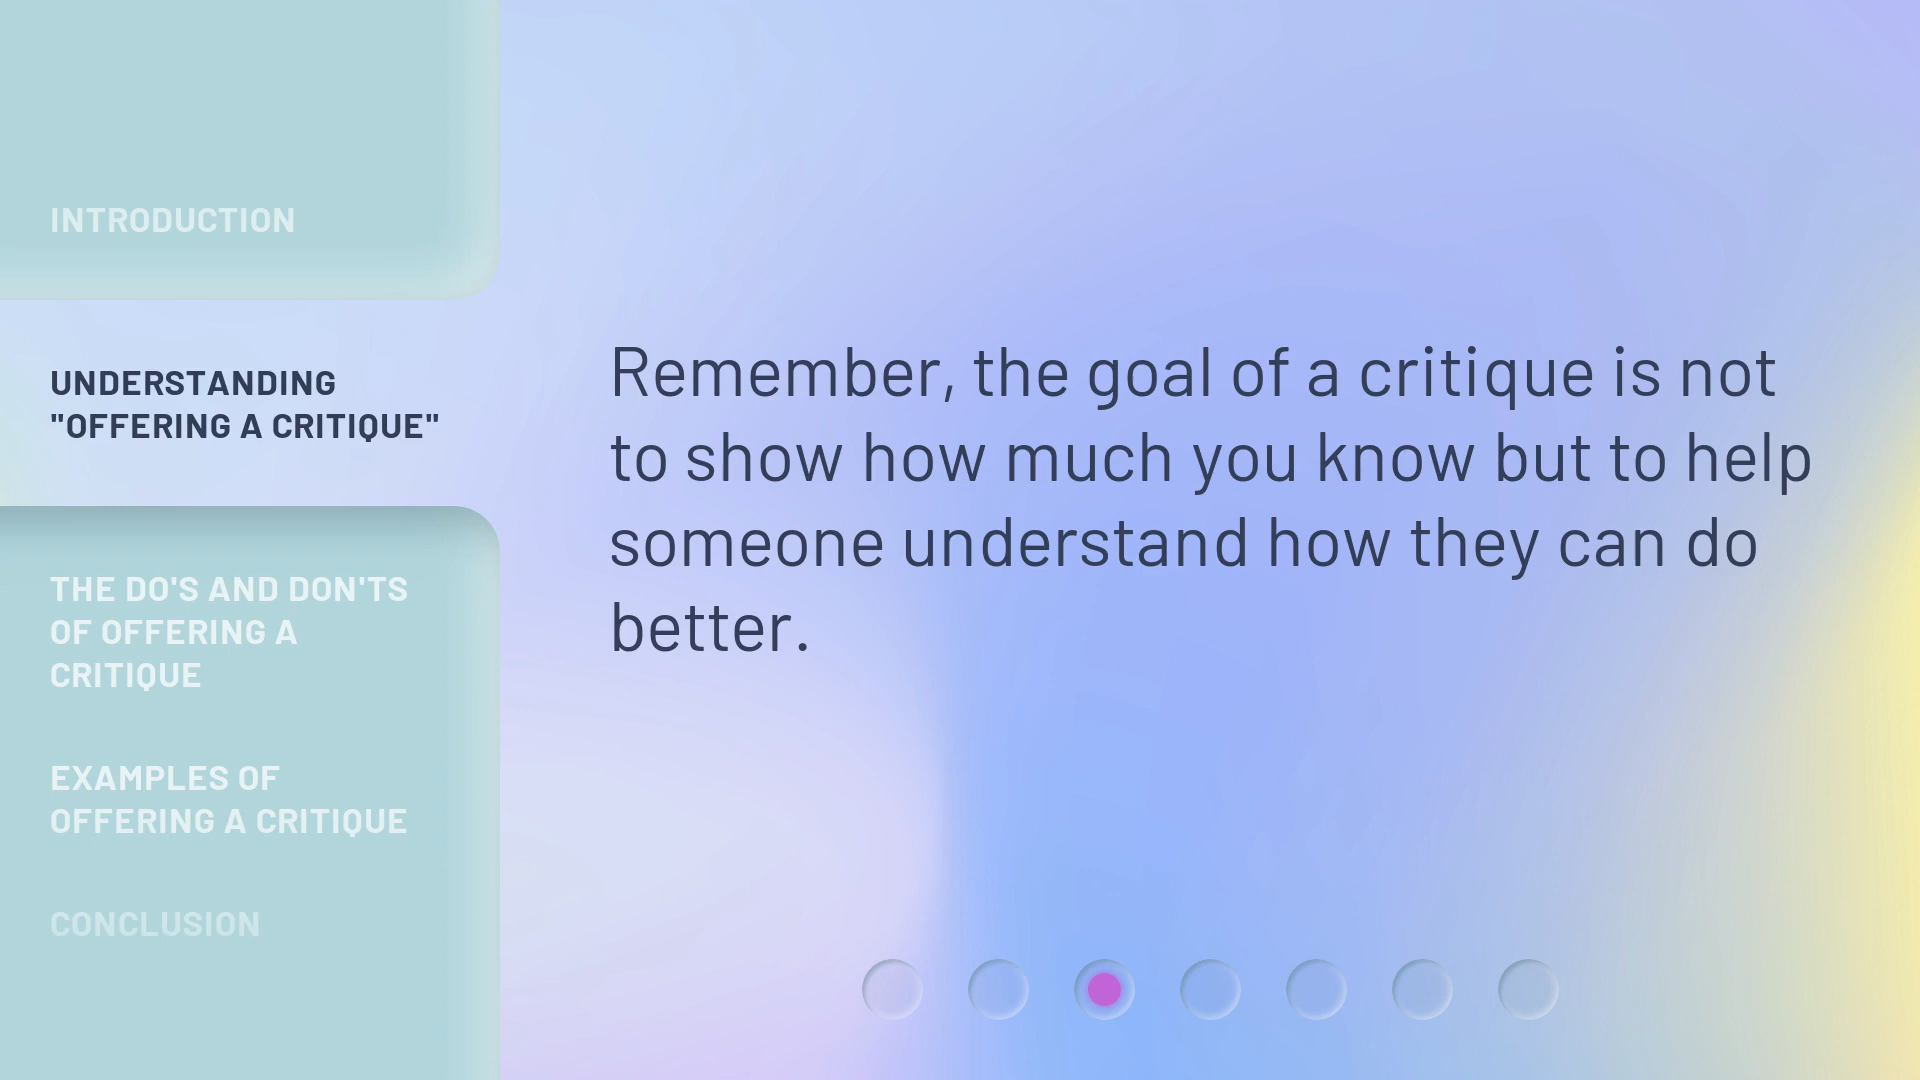 INTRODUCTION
UNDERSTANDING
"OFFERING A CRITIQUE"
THE DO'S AND DON'TS
OF OFFERING A
CRITIQUE
EXAMPLES OF
OFFERING A CRITIQUE
CONCLUSION
Remember, the goal of a critique is not
to show how much you know but to help
someone understand how they can do
better.